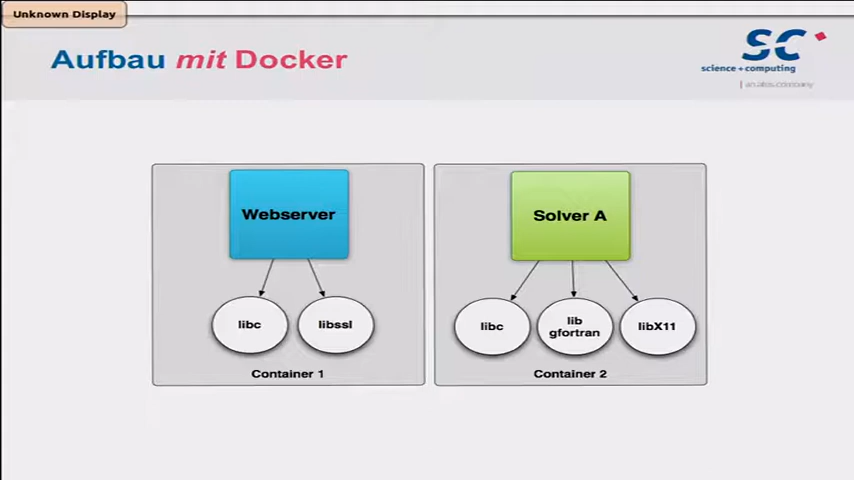 Unknown Display
Aufbau mit Docker
SC
science + computing
Webserver
Solver A
libc
libssl
libc
lib
gfortran
libX11
Container 1
Container 2